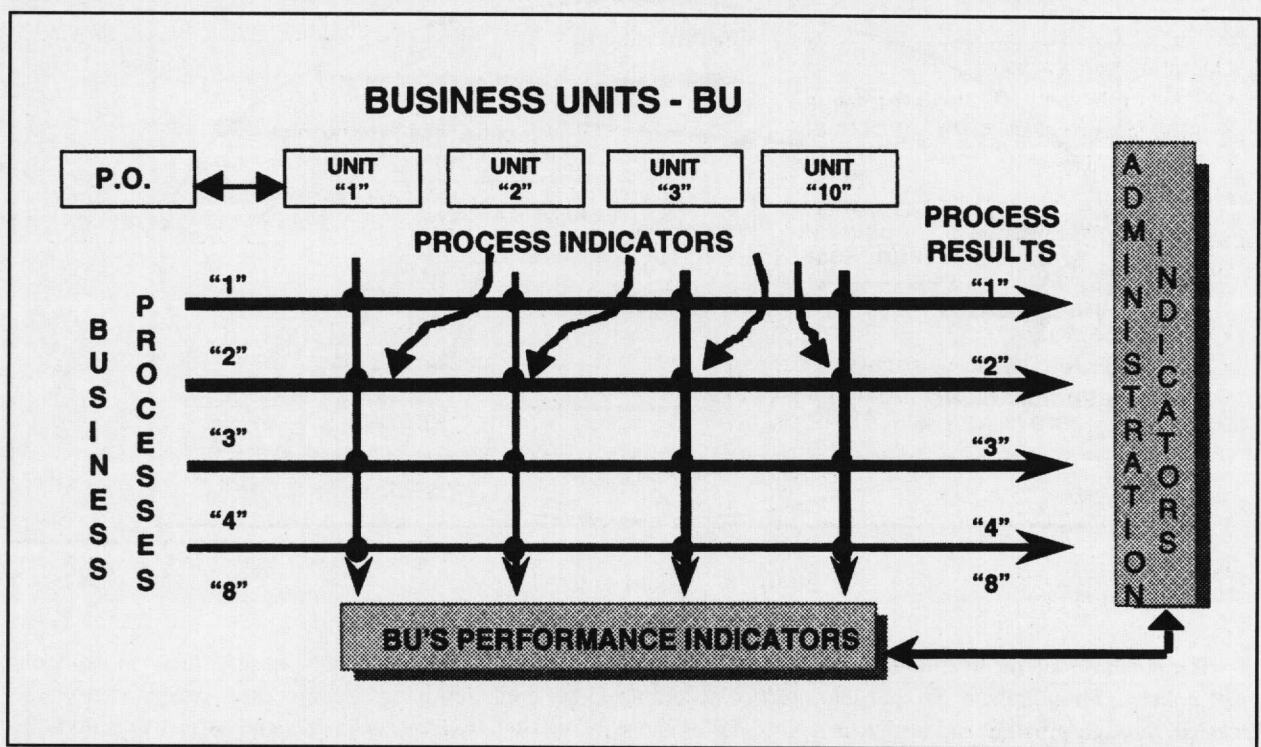 BUSINESS UNITS - BU
P.O.
UNIT
"1"
UNIT
"2"
UNIT
"3"
UNIT
"10"
PROCESS INDICATORS
PROCESS
RESULTS
BUSINESS
PROCESSES
"1"
"2"
"3"
"4"
"8"
"1"
"2"
"3"
"4"
"8"
ADMINISTRATION
INDICATORS
BU'S PERFORMANCE INDICATORS